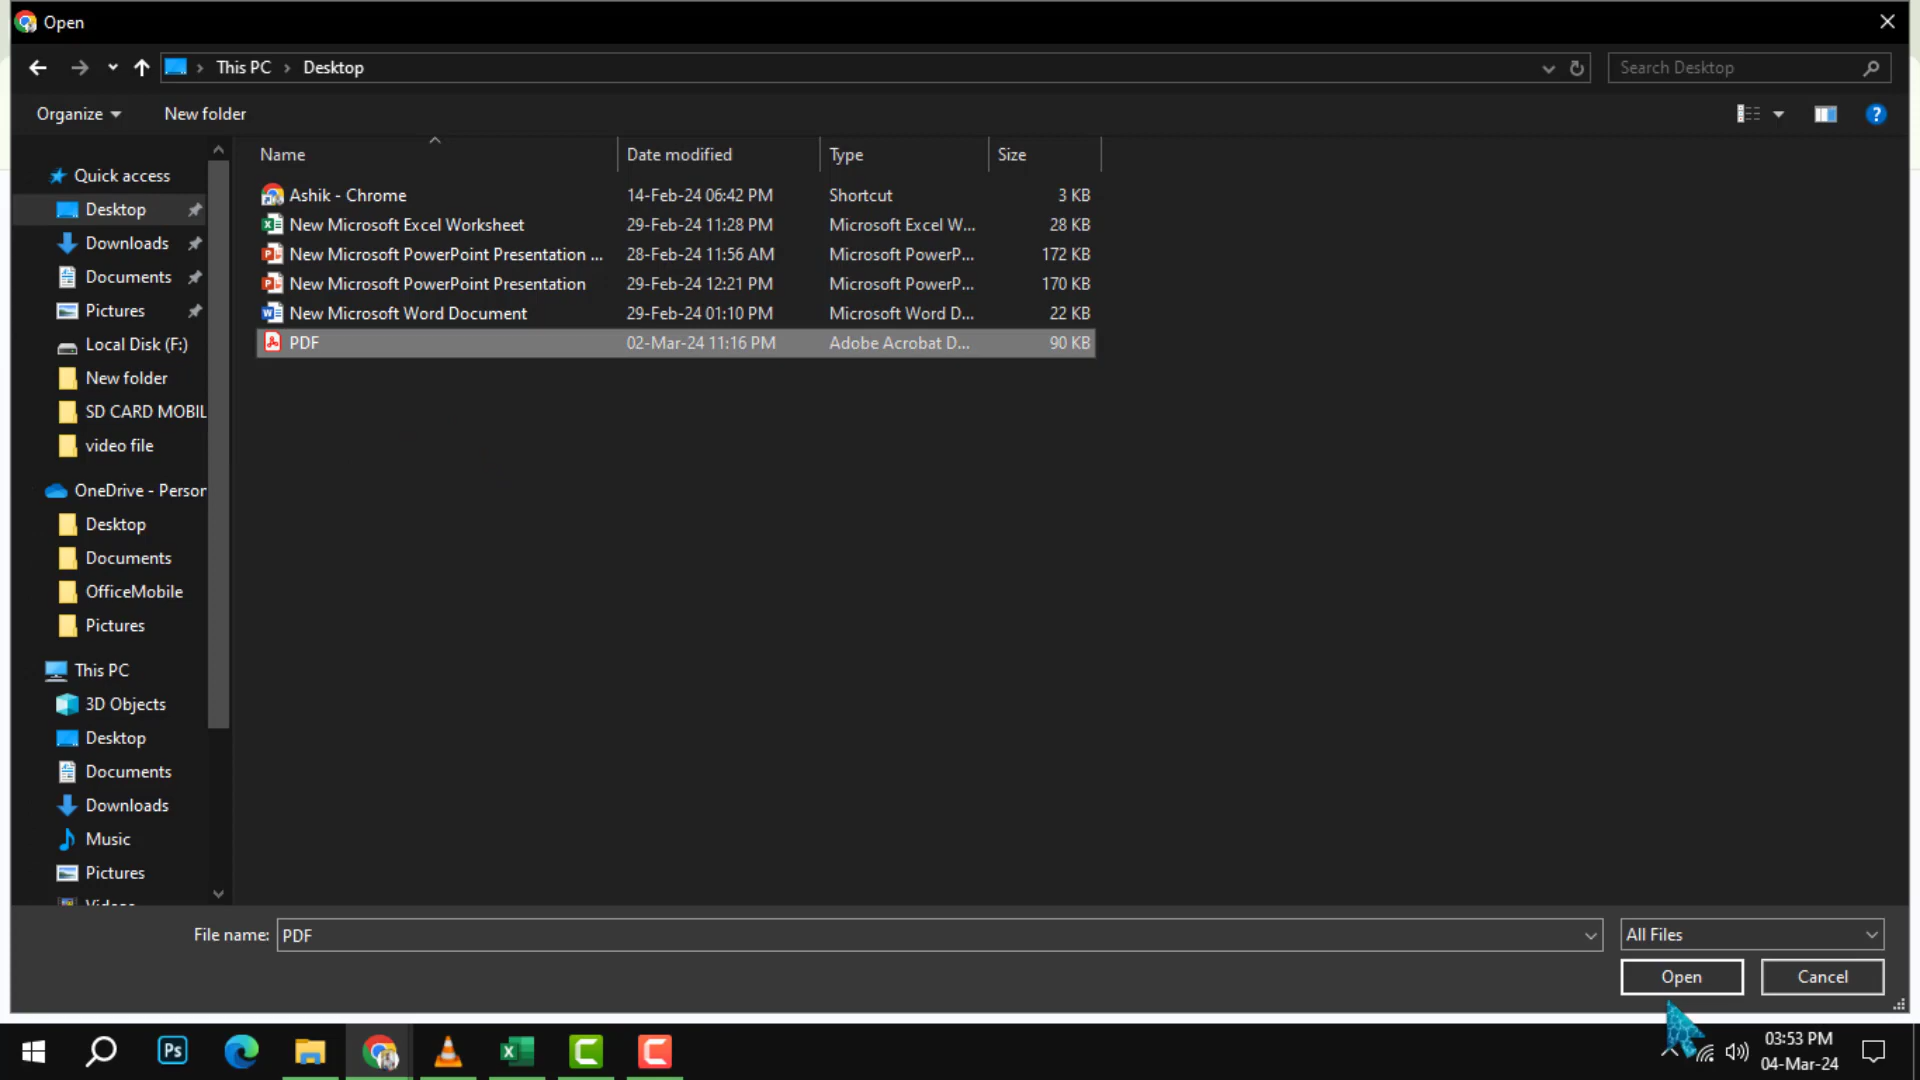 Open
This PC > Desktop
Search Desktop
Organize
New folder
?
Name Date modified Type Size
Ashik - Chrome 14-Feb-24 06:42 PM Shortcut 3 KB
New Microsoft Excel Worksheet 29-Feb-24 11:28 PM Microsoft Excel W... 28 KB
New Microsoft PowerPoint Presentation ... 28-Feb-24 11:56 AM Microsoft PowerP... 172 KB
New Microsoft PowerPoint Presentation 29-Feb-24 12:21 PM Microsoft PowerP... 170 KB
New Microsoft Word Document 29-Feb-24 01:10 PM Microsoft Word D... 22 KB
PDF 02-Mar-24 11:16 PM Adobe Acrobat D... 90 KB
Quick access
Desktop
Downloads
Documents
Pictures
Local Disk (F:)
New folder
SD CARD MOBIL
video file
OneDrive - Person
Desktop
Documents
OfficeMobile
Pictures
This PC
3D Objects
Desktop
Documents
Downloads
Music
Pictures
Videos
File name: PDF
All Files
Open
Cancel
Ps
03:53 PM
04-Mar-24